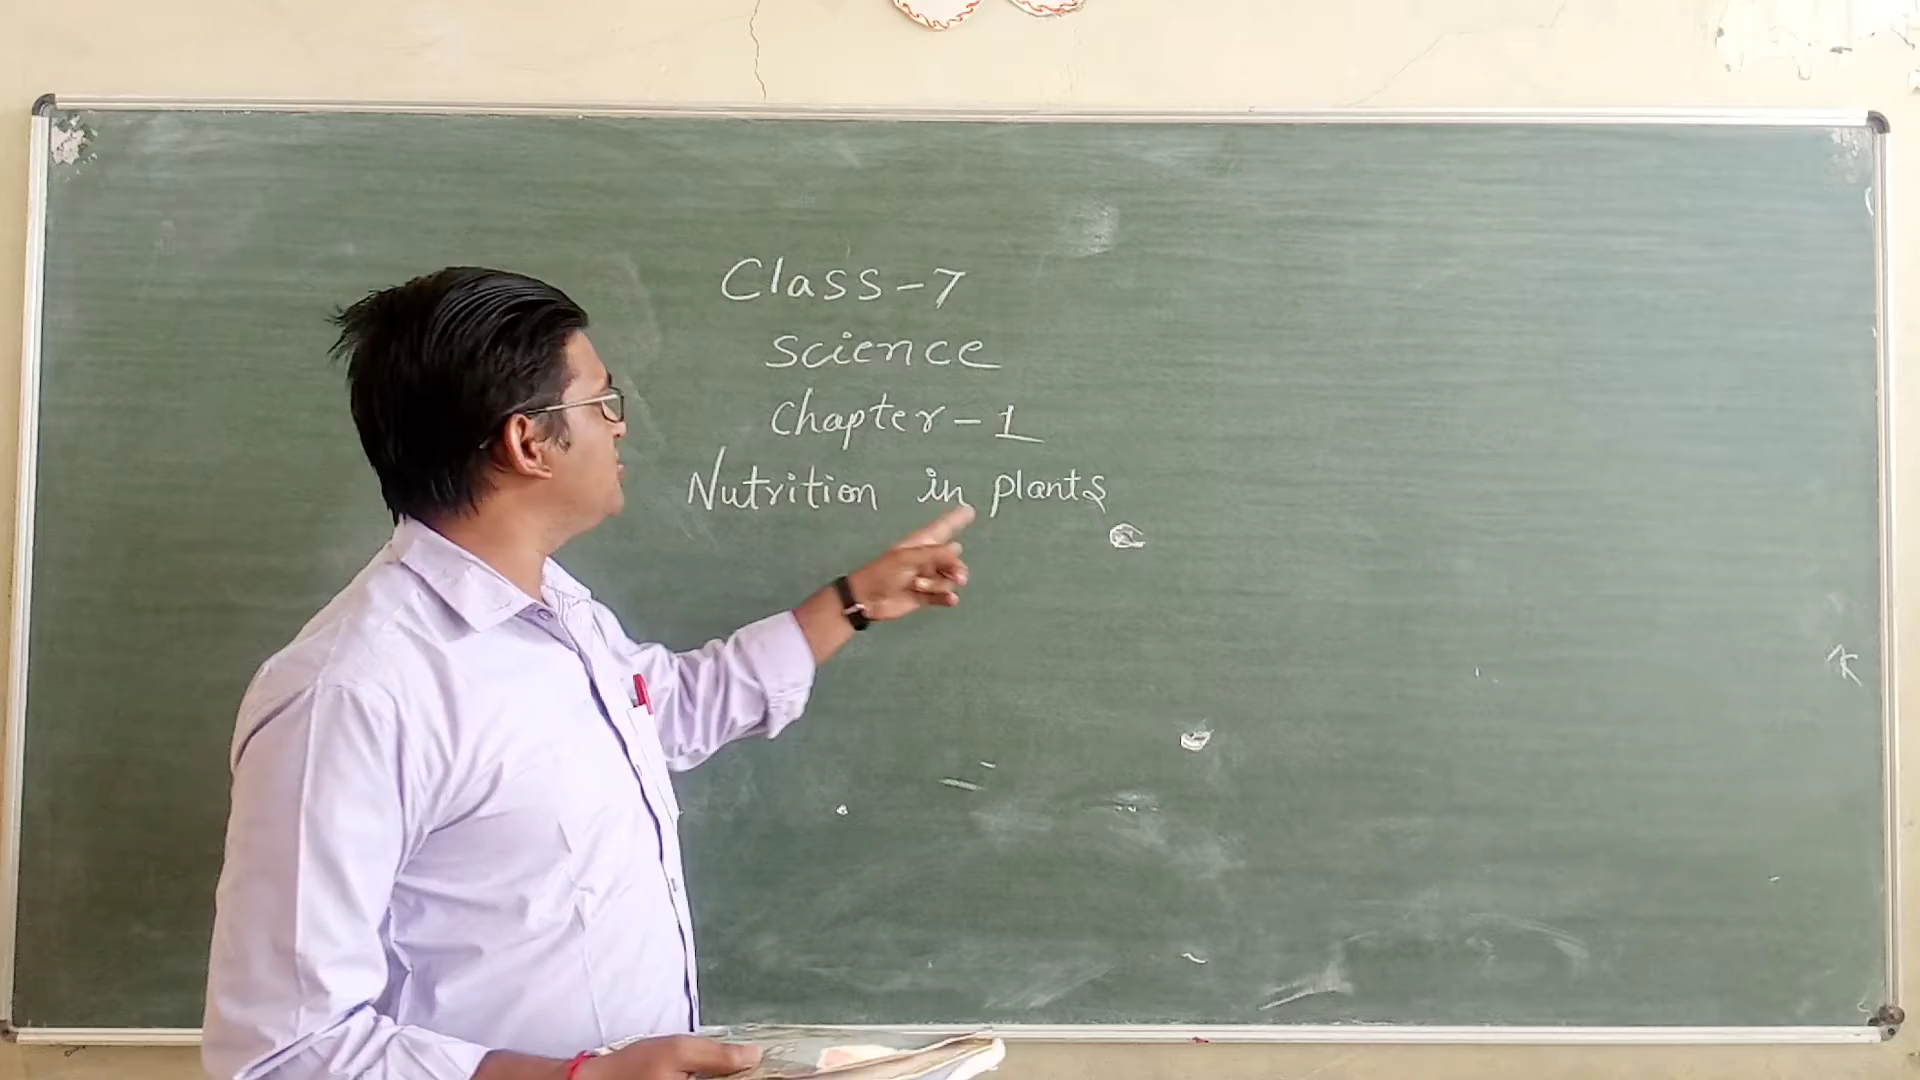 Class-7
Science
Chapter-1
Nutrition in plants